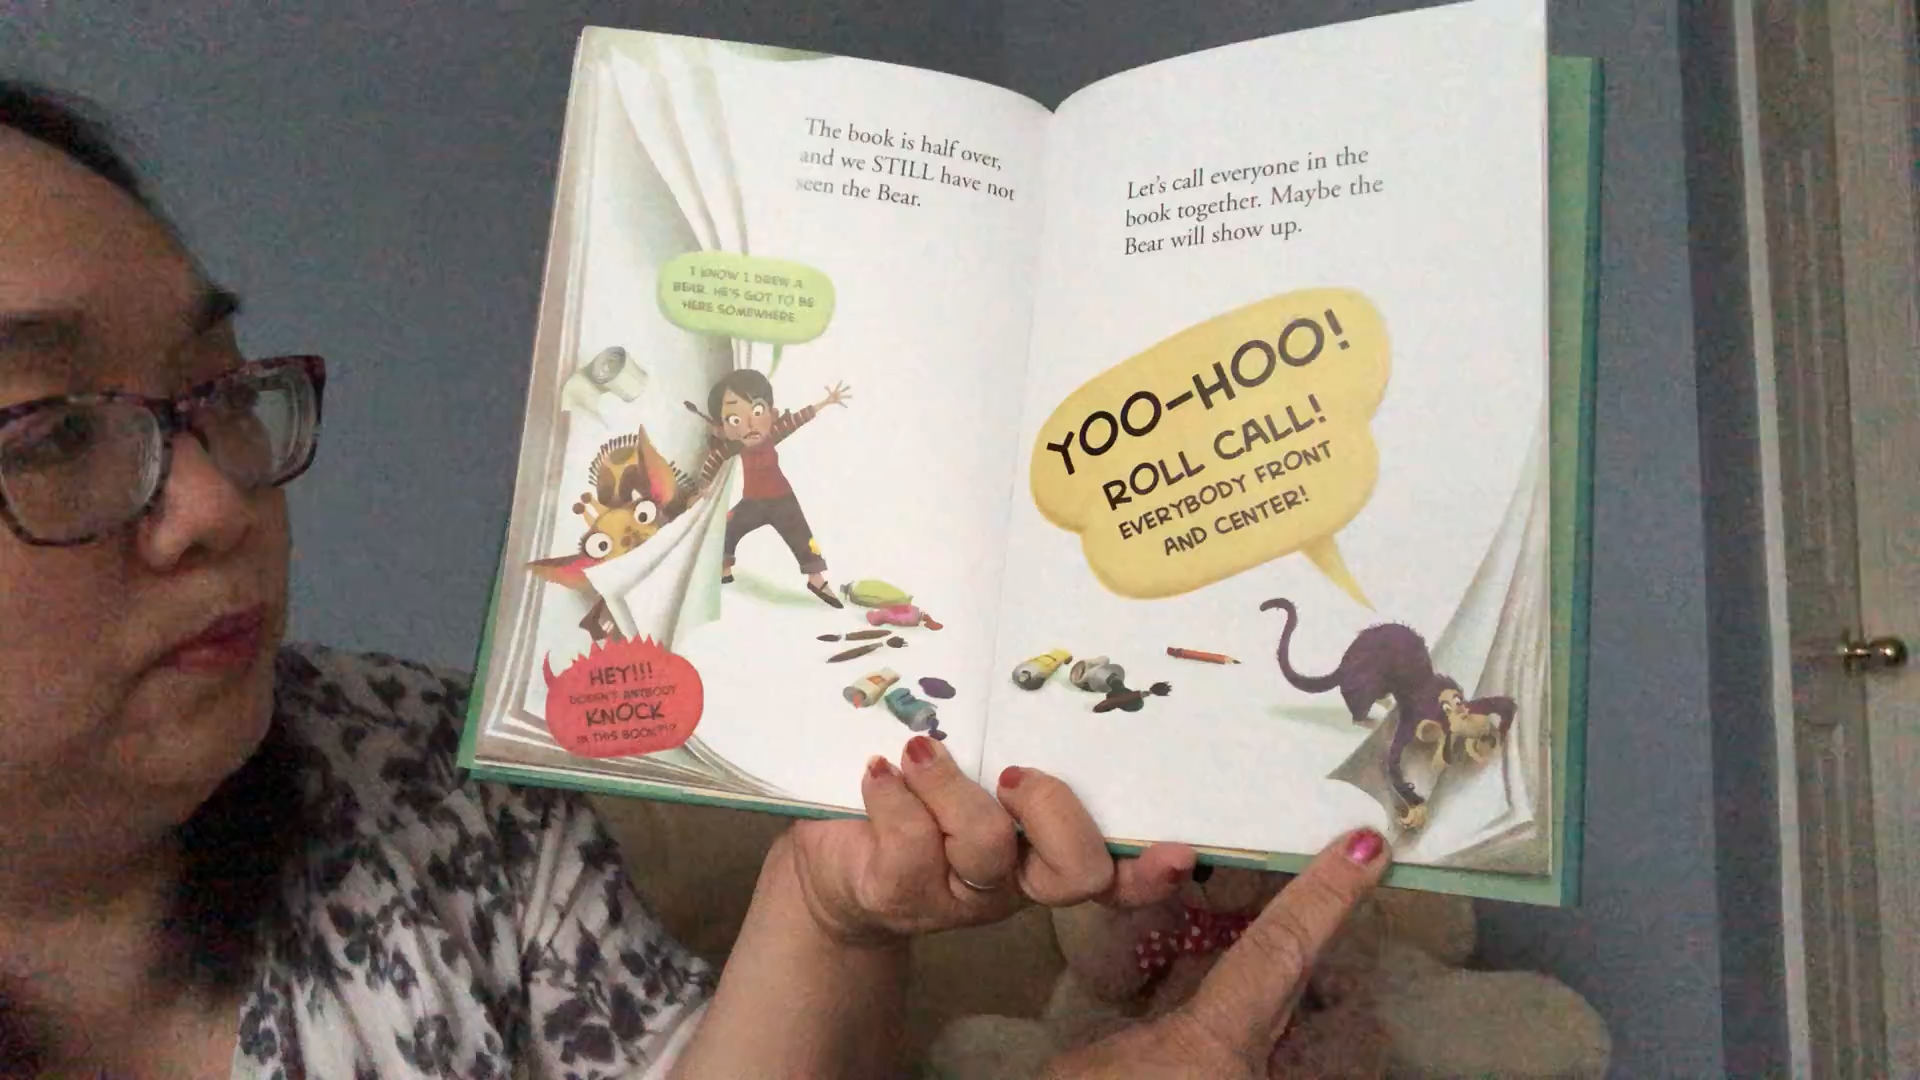 The book is half over,
and we STILL have not
seen the Bear.
I KNOW I DREW A
BEAR. HE'S GOT TO BE
HERE SOMEWHERE.
HEY!!!
DOESN'T ANYBODY
KNOCK
IN THIS BOOK?!?
Let's call everyone in the
book together. Maybe the
Bear will show up.
YOO-HOO!
ROLL CALL!
EVERYBODY FRONT
AND CENTER!